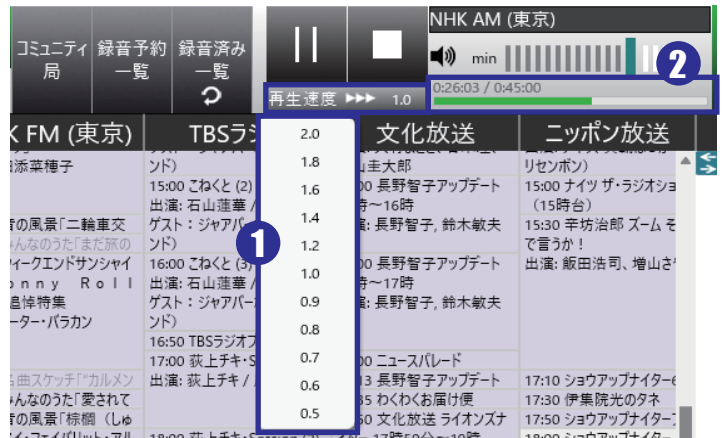 NHK AM (東京)
コミュニティ局
録音予約一覧
録音済み一覧
min
2
再生速度 ▶▶▶ 1.0
0:26:03 / 0:45:00
K FM (東京)
TBSラジ
文化放送
ニッポン放送
2.0
1.8
1.6
1.4
1.2
1.0
0.9
0.8
0.7
0.6
0.5
1
添菜穂子
の風景「二輪車交
んなのうた「まだ旅の
ィークエンドサンシャイ
onny Roll
追悼特集
ーター・バラカン
名曲スケッチ「"カルメン
んなのうた「愛されて
の風景「棕櫚 (しゅ
ンド)
15:00 こねくと (2)
出演: 石山蓮華 /
ゲスト：ジャアバ
ンド)
16:00 こねくと (3)
出演: 石山蓮華 /
ゲスト：ジャアバー
ンド)
16:50 TBSラジオ
17:00 荻上チキ・S
出演: 荻上チキ /
圭太郎
00 長野智子アップデート
時～16時
: 長野智子, 鈴木敏夫
00 長野智子アップデート
時～17時
: 長野智子, 鈴木敏夫
00 ニュースパレード
13 長野智子アップデート
35 わくわくお届け便
50 文化放送 ライオンズナ
リセンボン)
15:00 ナイツ ザ・ラジオショ
(15時台)
15:30 辛坊治郎 ズーム そ
で言うか！
出演: 飯田浩司、増山さ
17:10 ショウアップナイター
17:30 伊集院光のタネ
17:50 ショウアップナイター